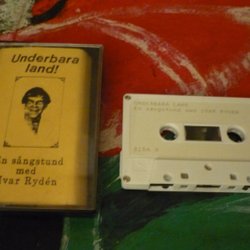 Underbara
land!
En sångstund
med
Ivar Rydén
UNDERBARA LAND
En sångstund med Ivar Rydén
SIDA A